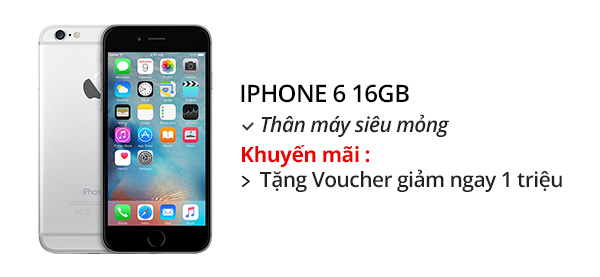 IPHONE 6 16GB
Thân máy siêu mỏng
Khuyến mãi :
> Tặng Voucher giảm ngay 1 triệu